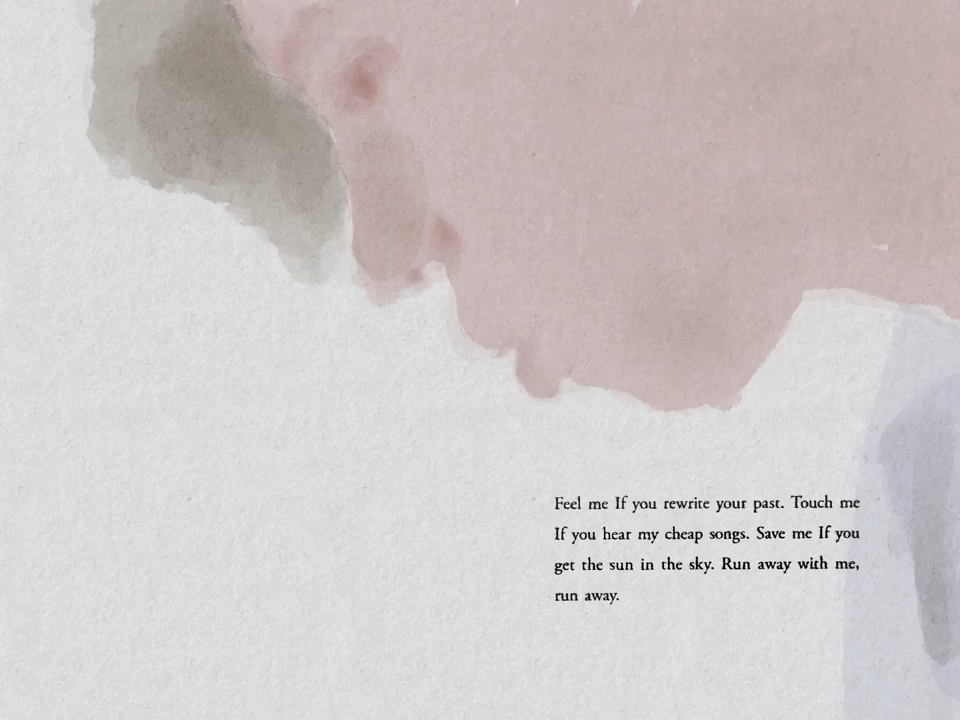 Feel me If you rewrite your past. Touch me
If you hear my cheap songs. Save me If you
get the sun in the sky. Run away with me,
run away.